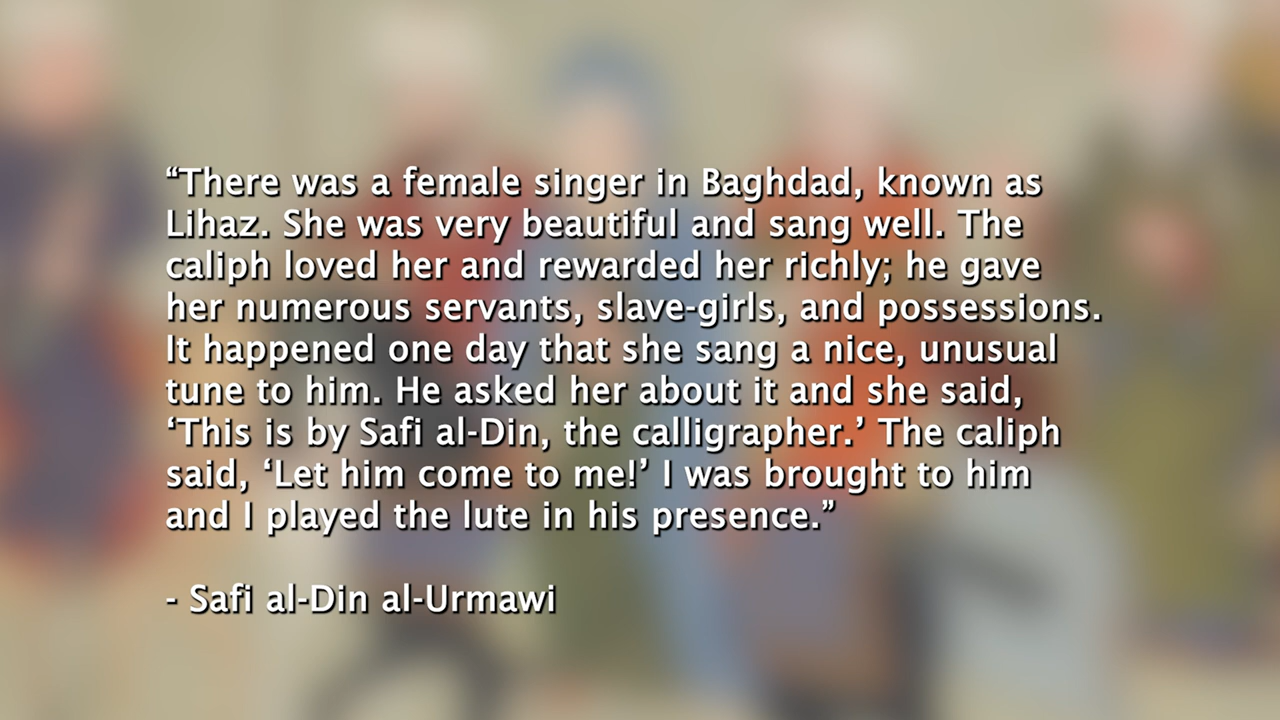 “There was a female singer in Baghdad, known as
Lihaz. She was very beautiful and sang well. The
caliph loved her and rewarded her richly; he gave
her numerous servants, slave-girls, and possessions.
It happened one day that she sang a nice, unusual
tune to him. He asked her about it and she said,
‘This is by Safi al-Din, the calligrapher.’ The caliph
said, ‘Let him come to me!’ I was brought to him
and I played the lute in his presence.”
- Safi al-Din al-Urmawi